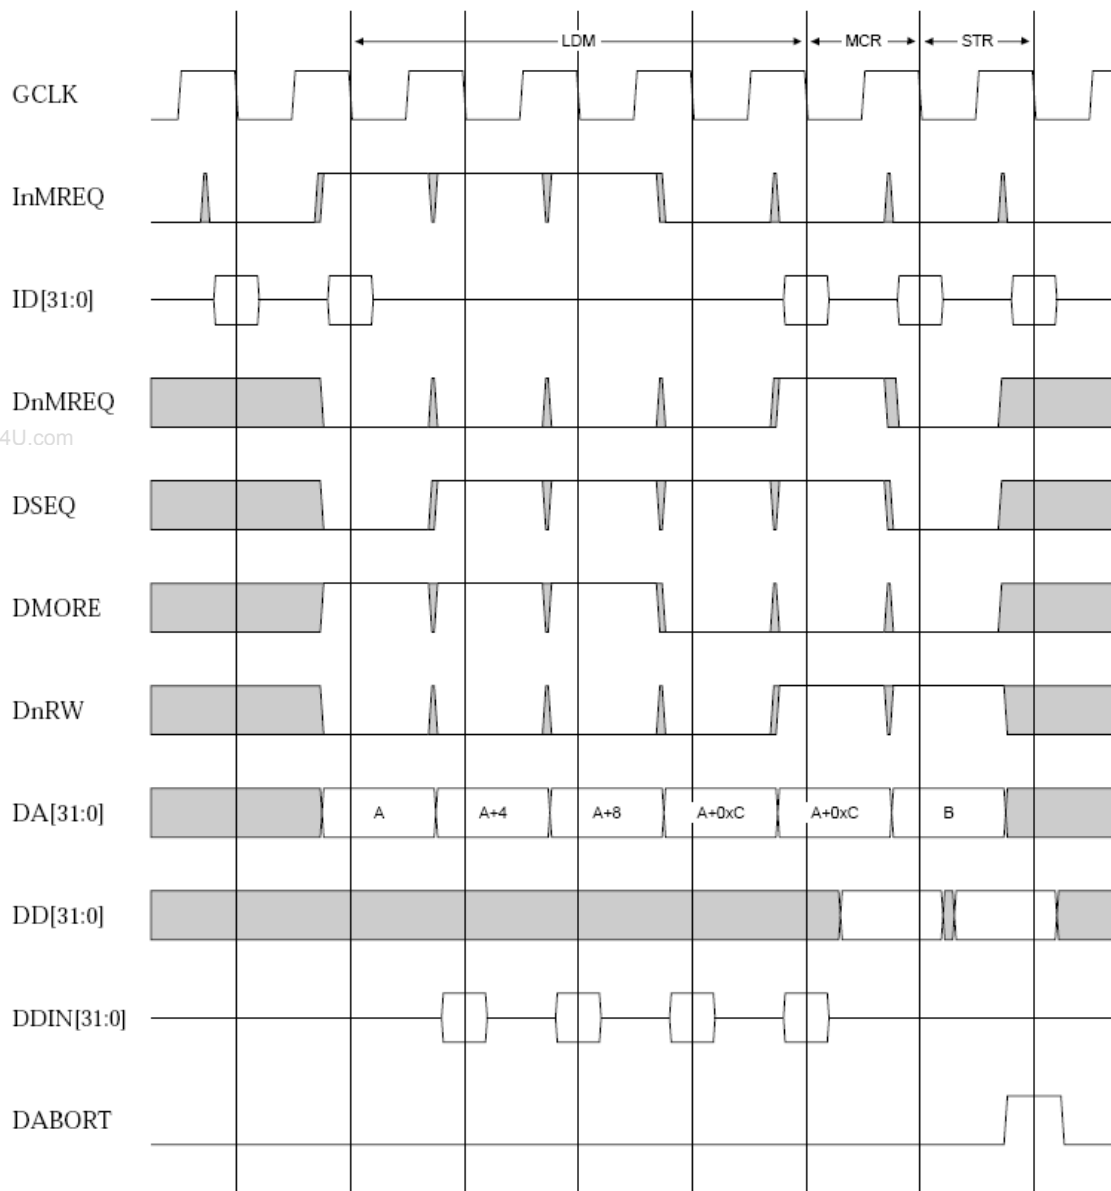 LDM MCR STR
GCLK
InMREQ
ID[31:0]
DnMREQ
4U.com
DSEQ
DMORE
DnRW
DA[31:0] A A+4 A+8 A+0xC A+0xC B
DD[31:0]
DDIN[31:0]
DABORT